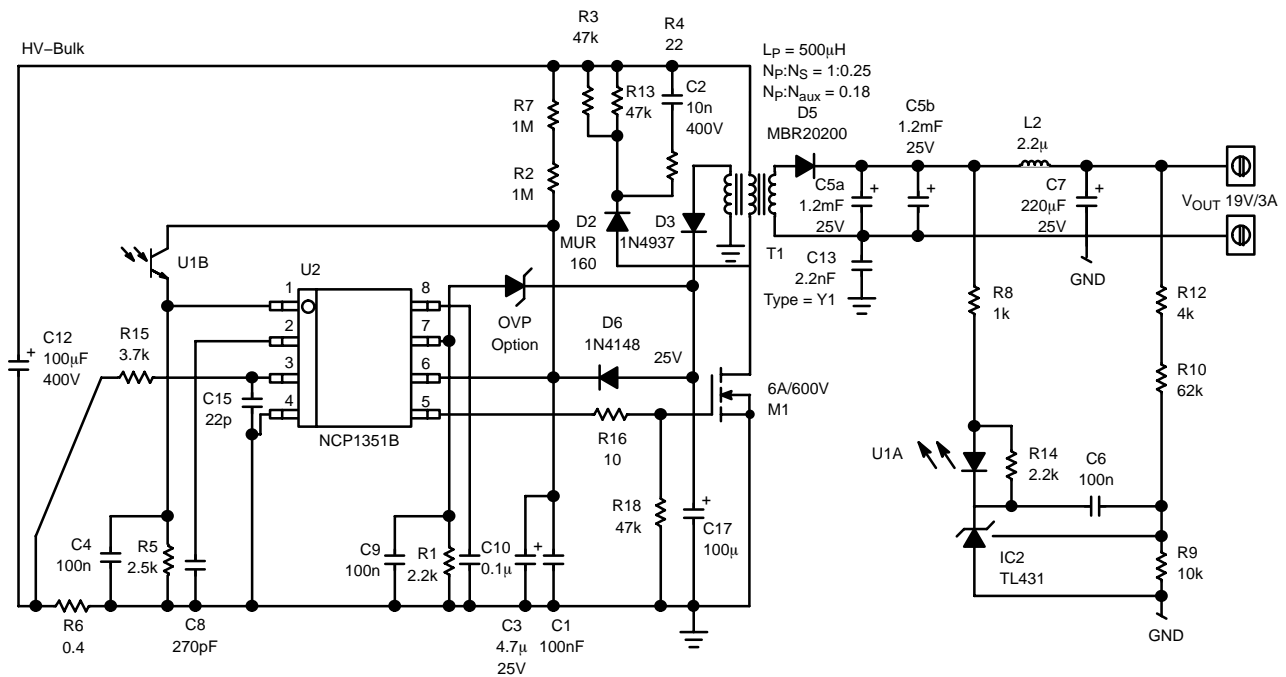 HV–Bulk
R3
47k
R4
22
R13
47k
C2
10n
400V
LP = 500μH
NP:NS = 1:0.25
NP:Naux = 0.18
D5
MBR20200
C5b
1.2mF
25V
L2
2.2μ
R7
1M
R2
1M
D2
MUR
160
1N4937
D3
T1
C5a
1.2mF
25V
C7
220μF
25V
VOUT 19V/3A
GND
C13
2.2nF
Type = Y1
U1B
U2
1
2
3
4
8
7
6
5
NCP1351B
OVP
Option
D6
1N4148
25V
6A/600V
M1
R8
1k
R12
4k
R10
62k
C12
100μF
400V
+
R15
3.7k
C15
22p
R16
10
R18
47k
C17
100μ
+
U1A
R14
2.2k
C6
100n
IC2
TL431
R9
10k
GND
C4
100n
R5
2.5k
C9
100n
R1
2.2k
C10
0.1μ
+
+
+
+
R6
0.4
C8
270pF
C3
4.7μ
25V
C1
100nF